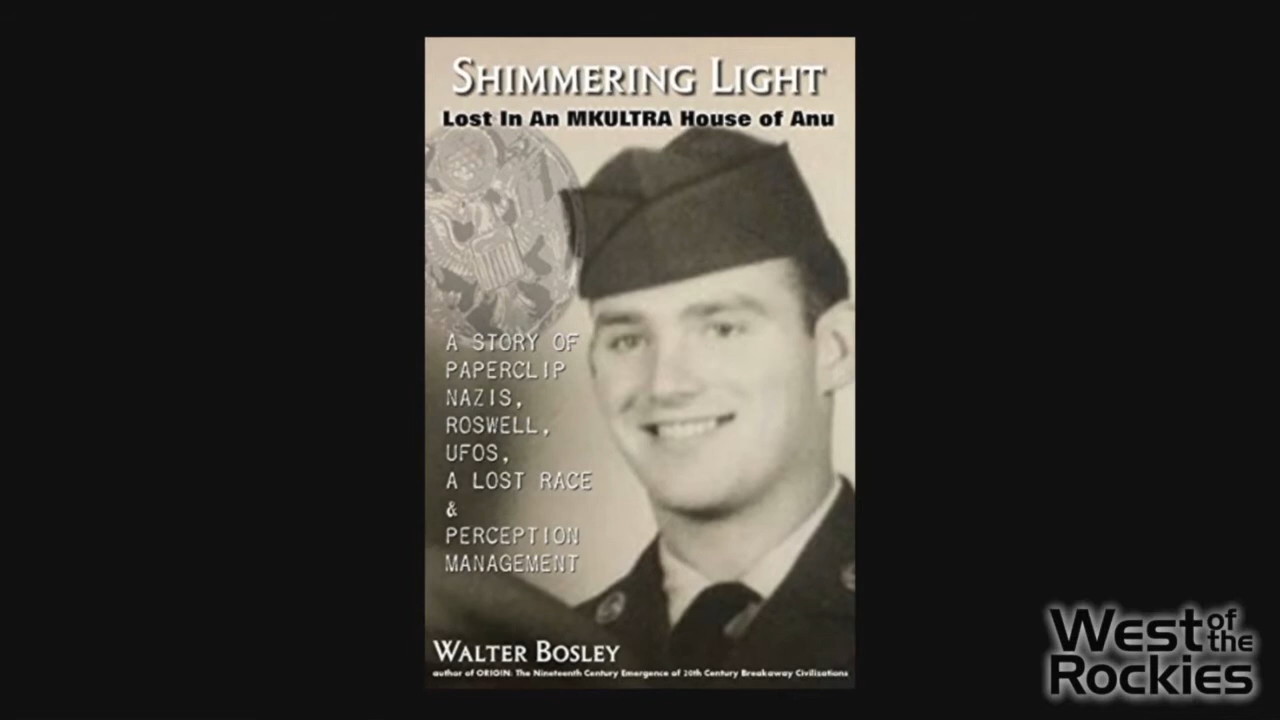 SHIMMERING LIGHT
Lost In An MKULTRA House of Anu
A STORY OF
PAPERCLIP
NAZIS,
ROSWELL,
UFOS,
A LOST RACE
&
PERCEPTION
MANAGEMENT
WALTER BOSLEY
author of ORIGIN: The Nineteenth Century Emergence of 20th Century Breakaway Civilizations
West of the
Rockies